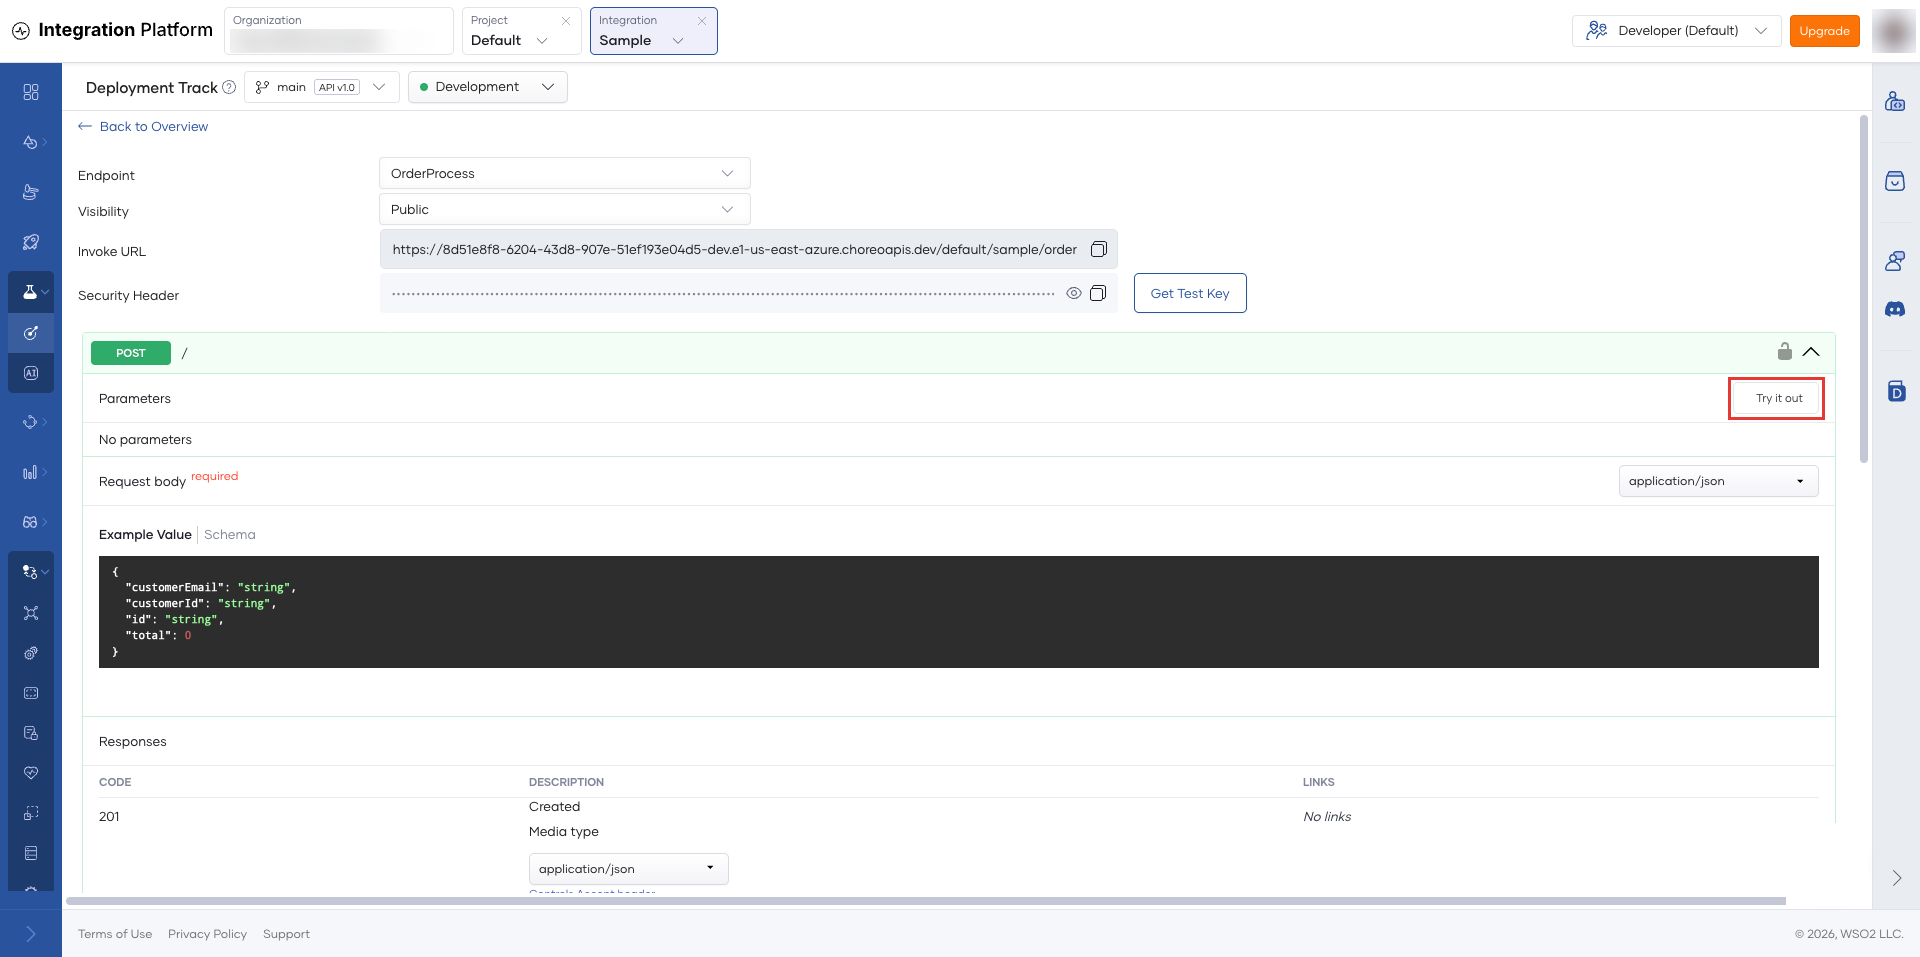 Integration Platform
Organization
Project
Default
Integration
Sample
Developer (Default)
Upgrade
Deployment Track
main
API v1.0
Development
Back to Overview
Endpoint
OrderProcess
Visibility
Public
Invoke URL
https://8d51e8f8-6204-43d8-907e-51ef193e04d5-dev.e1-us-east-azure.choreoapis.dev/default/sample/order
Security Header
Get Test Key
POST
/
Parameters
Try it out
No parameters
Request body required
application/json
Example Value
Schema
{
"customerEmail": "string",
"customerId": "string",
"id": "string",
"total": 0
}
Responses
CODE
DESCRIPTION
LINKS
201
Created
No links
Media type
application/json
Controls Accept header
Terms of Use
Privacy Policy
Support
© 2026, WSO2 LLC.
AI
D